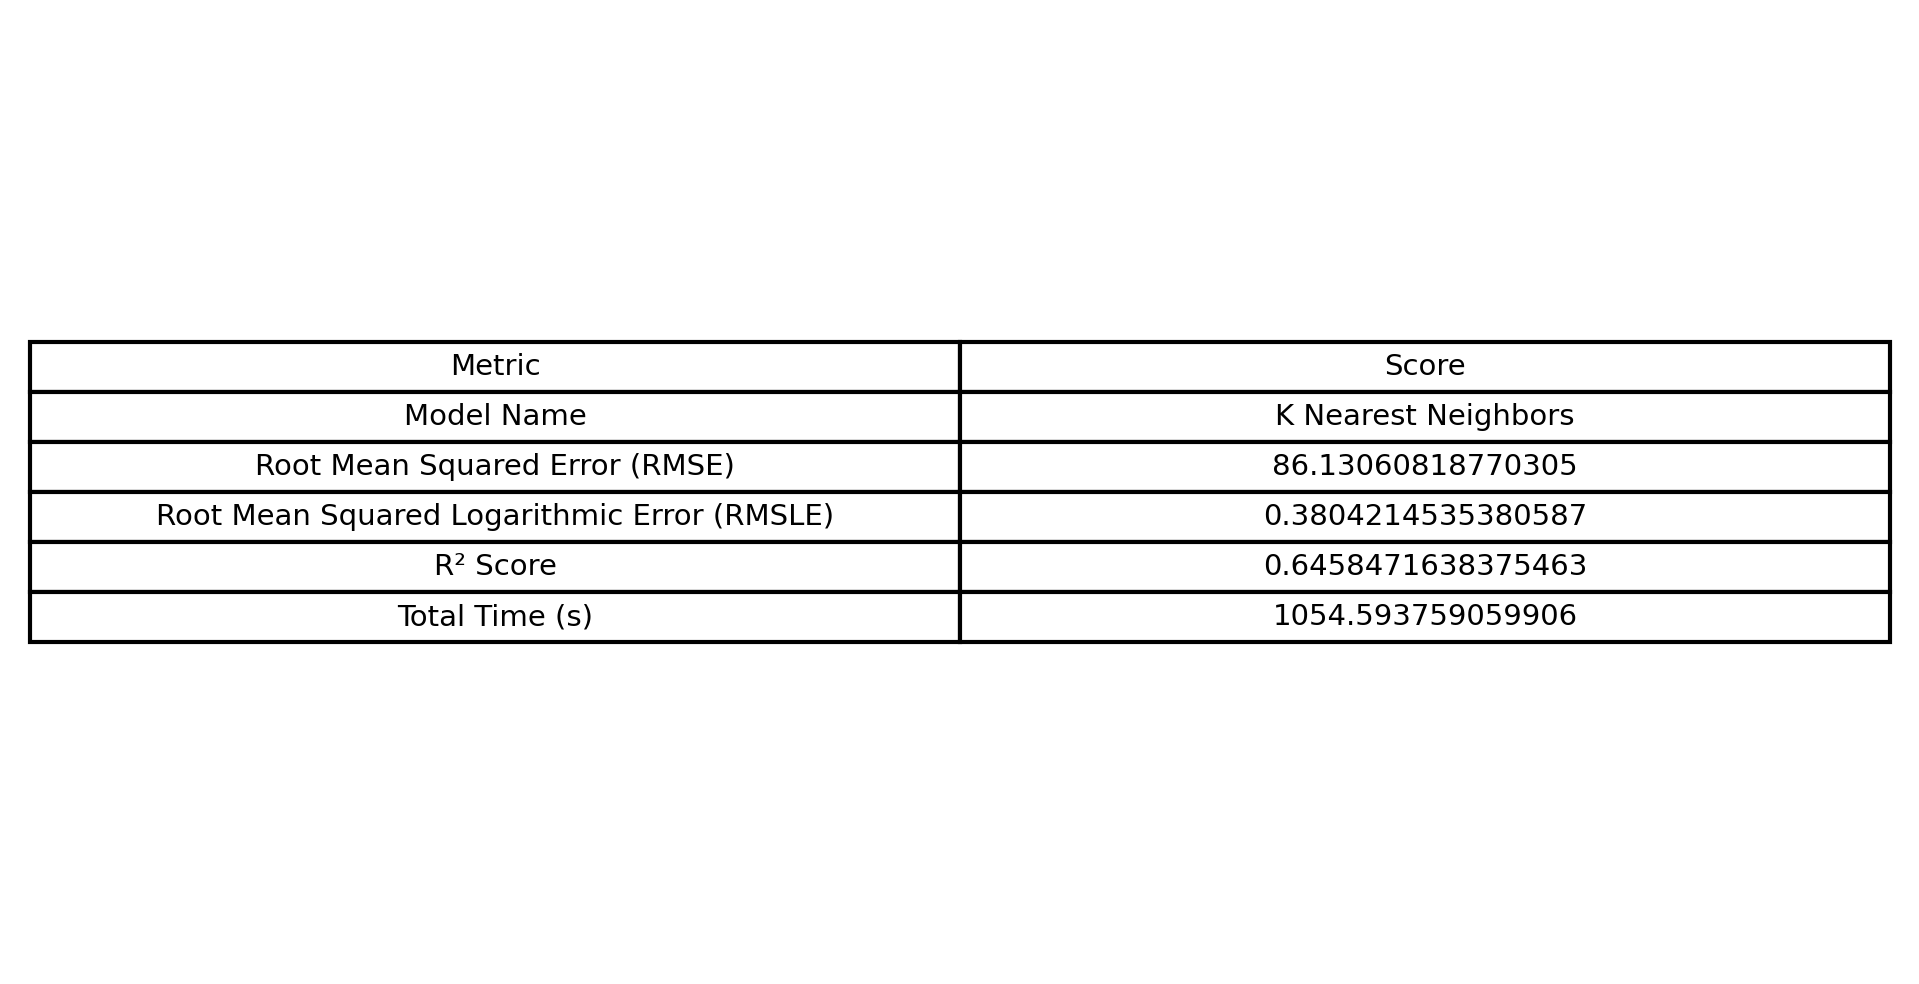 Metric Score
Model Name K Nearest Neighbors
Root Mean Squared Error (RMSE) 86.13060818770305
Root Mean Squared Logarithmic Error (RMSLE) 0.3804214535380587
R² Score 0.6458471638375463
Total Time (s) 1054.593759059906